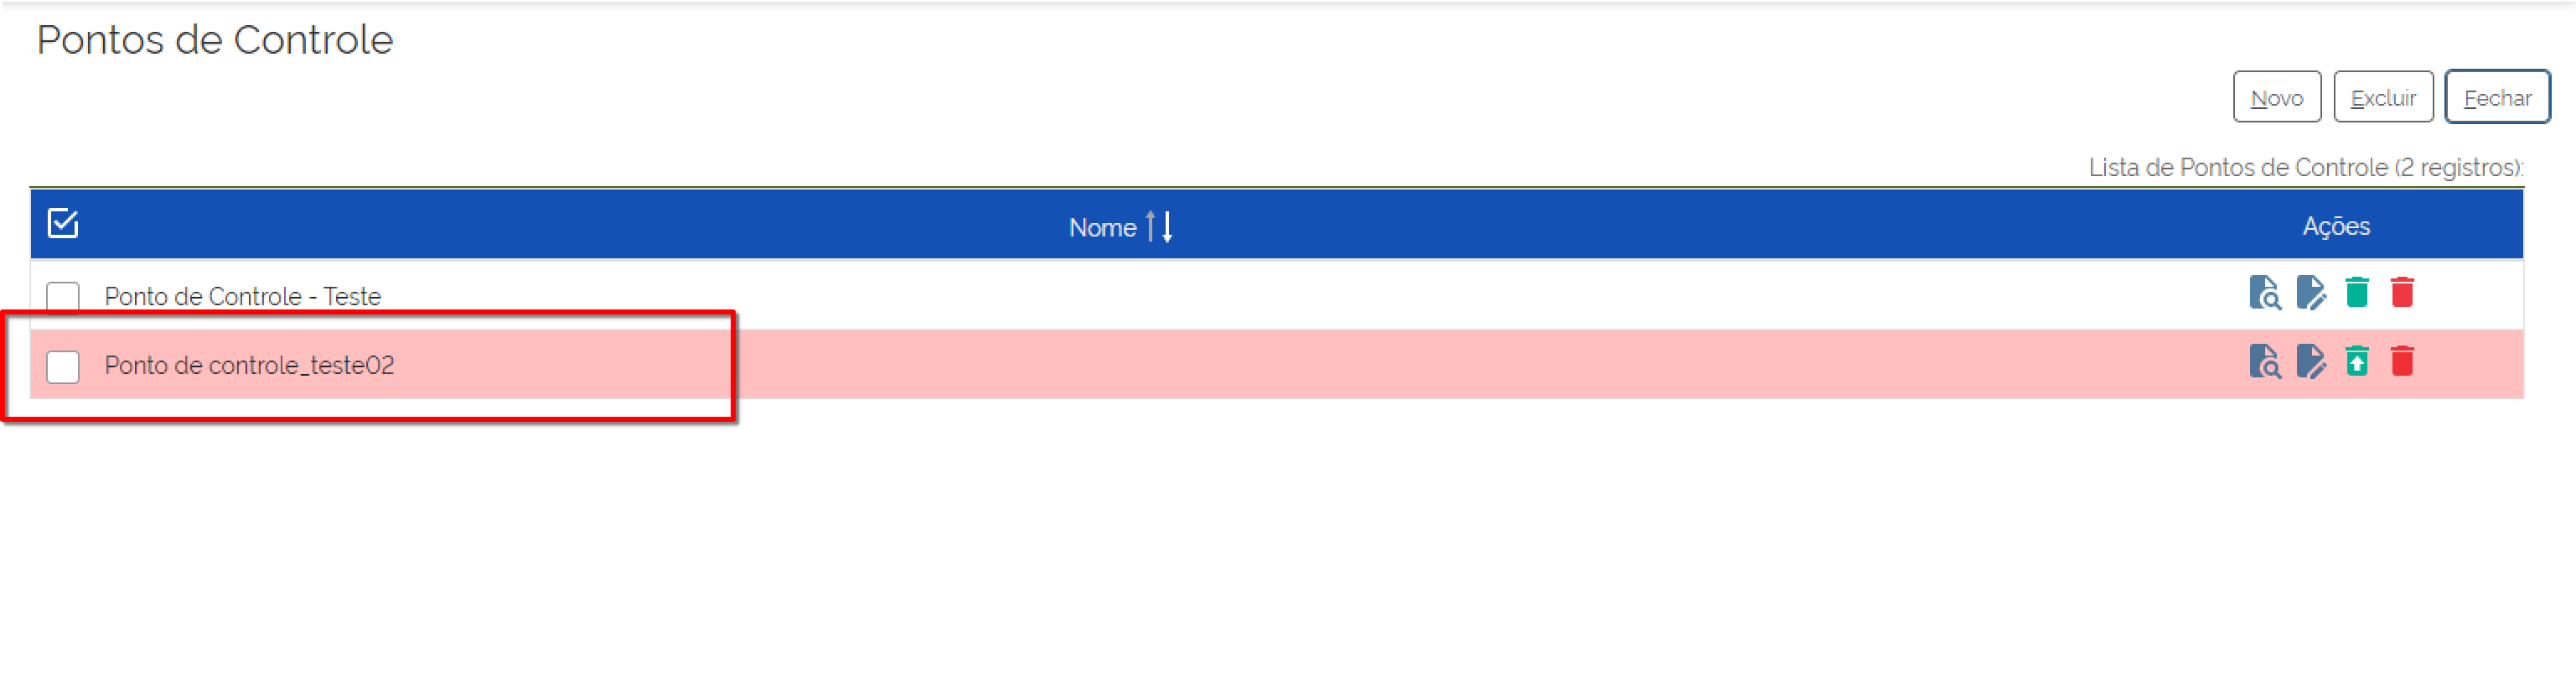 Pontos de Controle
Novo Excluir Fechar
Lista de Pontos de Controle (2 registros):
Nome Ações
Ponto de Controle - Teste
Ponto de controle_teste02